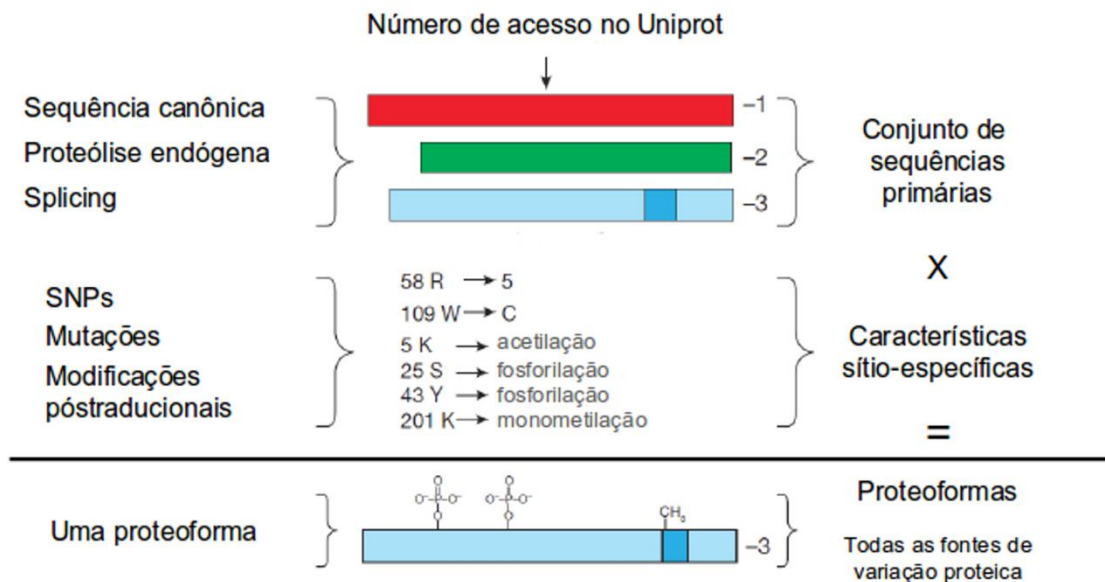 Número de acesso no Uniprot
Sequência canônica
Proteólise endógena
Splicing
–1
–2
–3
Conjunto de
sequências
primárias
X
SNPs
Mutações
Modificações
póstraducionais
58 R → 5
109 W → C
5 K → acetilação
25 S → fosforilação
43 Y → fosforilação
201 K → monometilação
Características
sítio-específicas
=
Uma proteoforma
O
O⁻–P–O⁻
O
O
O⁻–P–O⁻
O
CH₃
–3
Proteoformas
Todas as fontes de
variação proteica